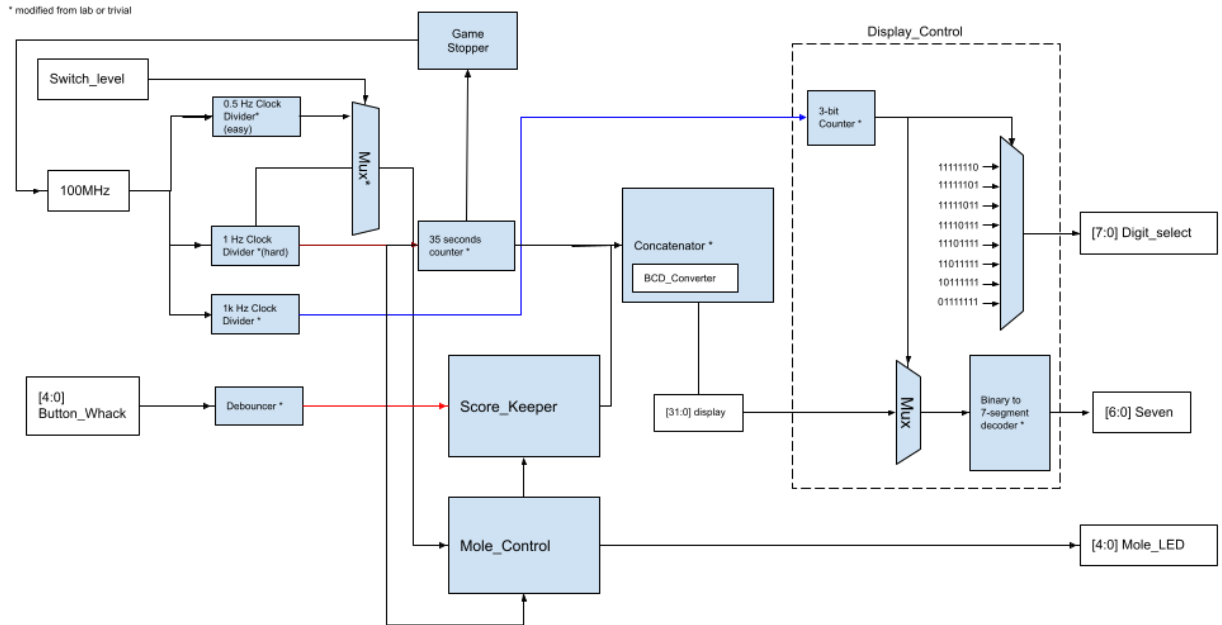 * modified from lab or trivial
Game
Stopper
Display_Control
Switch_level
0.5 Hz Clock
Divider*
(easy)
Mux*
3-bit
Counter *
100MHz
11111110
11111101
11111011
11110111
11101111
11011111
10111111
01111111
[7:0] Digit_select
1 Hz Clock
Divider *(hard)
35 seconds
counter *
Concatenator *
BCD_Converter
1k Hz Clock
Divider *
[4:0]
Button_Whack
Debouncer *
Score_Keeper
[31:0] display
Mux
Binary to
7-segment
decoder *
[6:0] Seven
Mole_Control
[4:0] Mole_LED